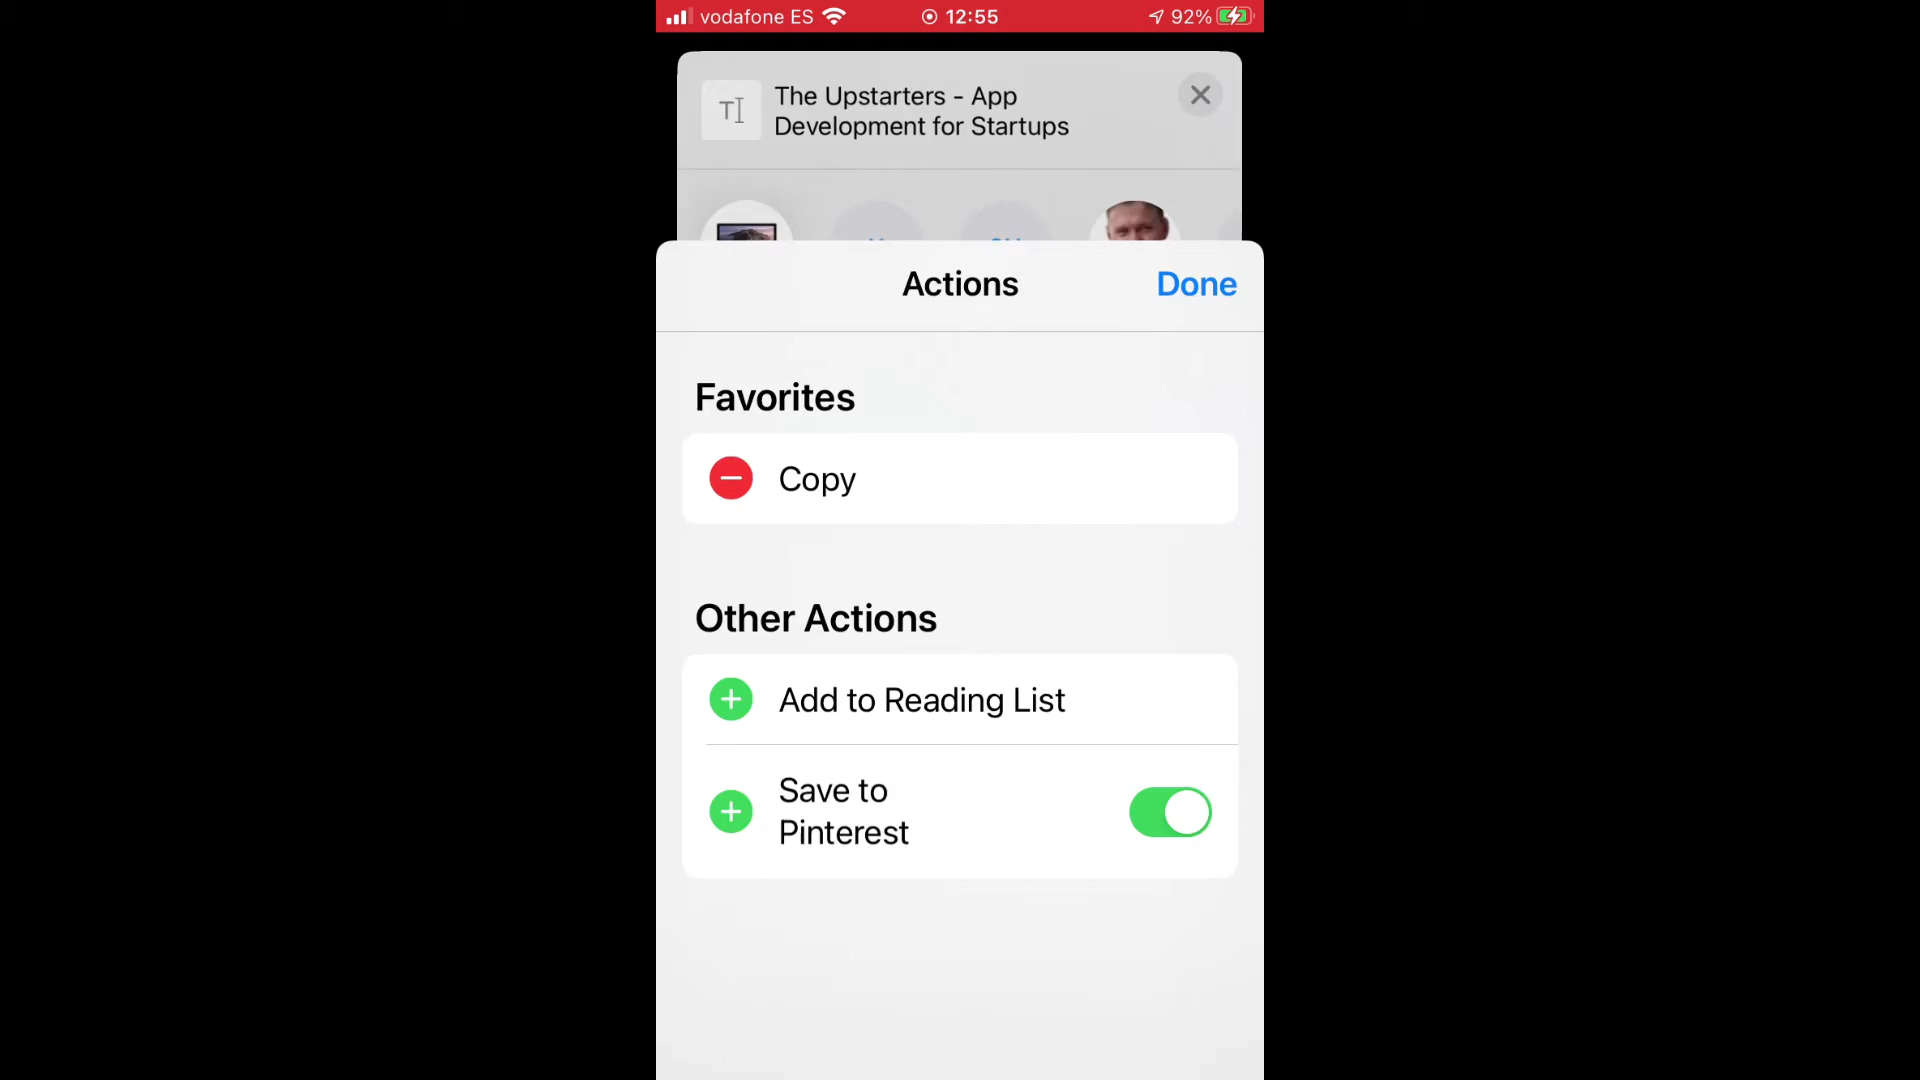 vodafone ES 12:55 92%
The Upstarters - App
Development for Startups
Actions
Done
Favorites
Copy
Other Actions
Add to Reading List
Save to
Pinterest